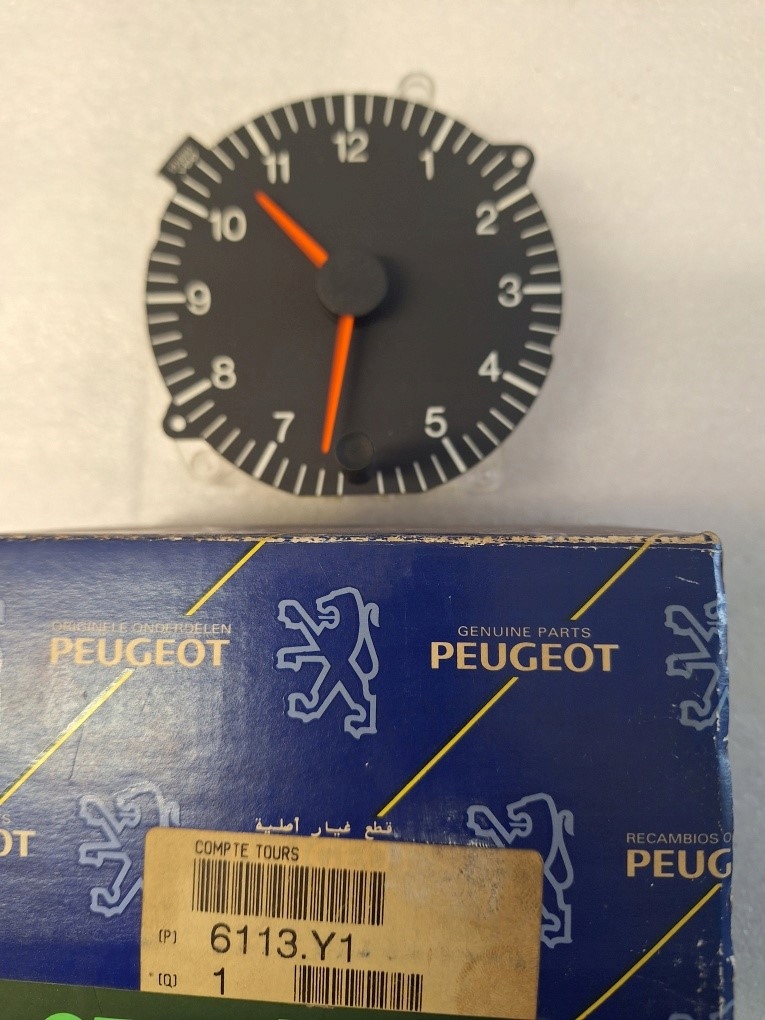 12
1
2
3
4
5
7
8
9
10
11
ORIGINELE ONDERDELEN
PEUGEOT
GENUINE PARTS
PEUGEOT
قطع غيار أصلية
RECAMBIOS
PEUG
OT
COMPTE TOURS
(P) 6113.Y1
(Q) 1